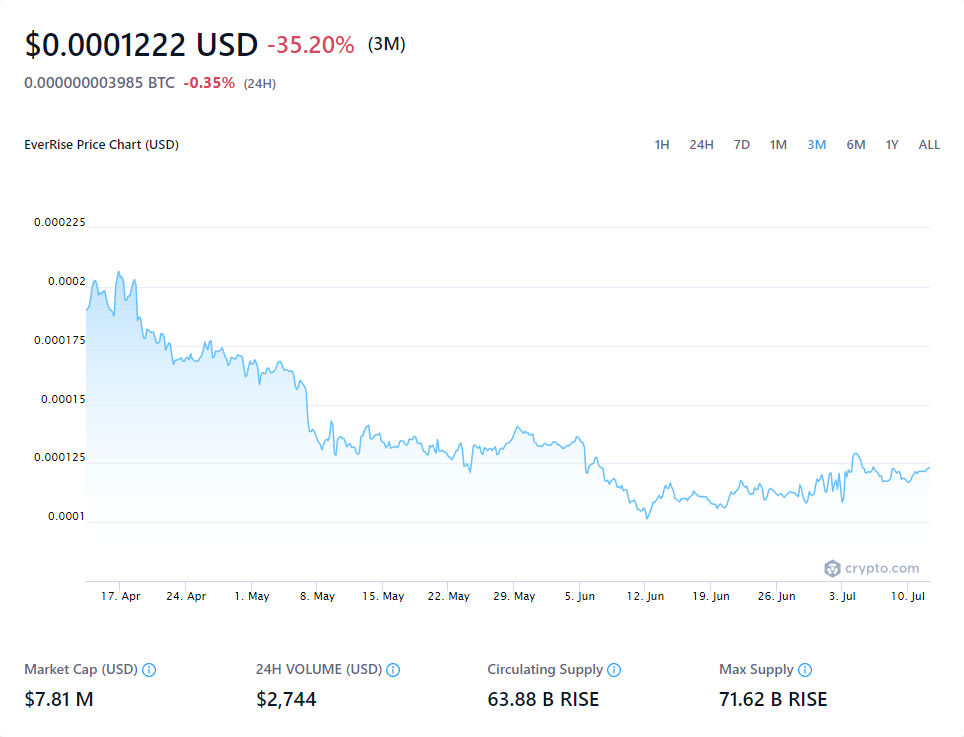 $0.0001222 USD -35.20% (3M)
0.000000003985 BTC -0.35% (24H)
EverRise Price Chart (USD) 1H 24H 7D 1M 3M 6M 1Y ALL
0.000225
0.0002
0.000175
0.00015
0.000125
0.0001
crypto.com
17. Apr 24. Apr 1. May 8. May 15. May 22. May 29. May 5. Jun 12. Jun 19. Jun 26. Jun 3. Jul 10. Jul
Market Cap (USD) 24H VOLUME (USD) Circulating Supply Max Supply
$7.81 M $2,744 63.88 B RISE 71.62 B RISE